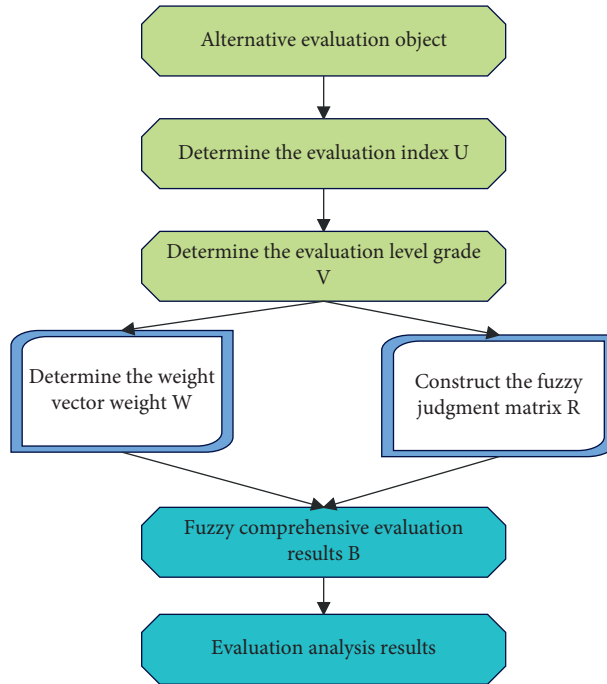 Alternative evaluation object
Determine the evaluation index U
Determine the evaluation level grade
V
Determine the weight
vector weight W
Construct the fuzzy
judgment matrix R
Fuzzy comprehensive evaluation
results B
Evaluation analysis results